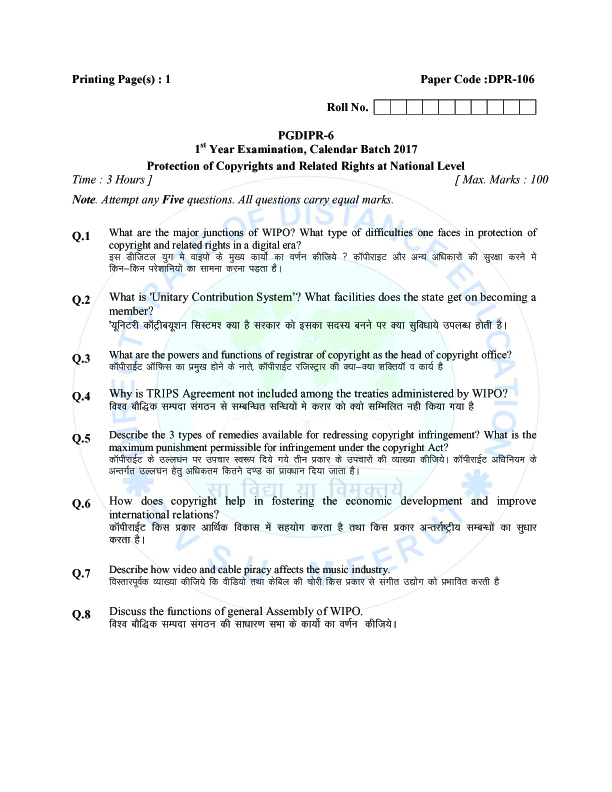 Printing Page(s) : 1 Paper Code :DPR-106
Roll No.
PGDIPR-6
1st Year Examination, Calendar Batch 2017
Protection of Copyrights and Related Rights at National Level
Time : 3 Hours ] [ Max. Marks : 100
Note. Attempt any Five questions. All questions carry equal marks.
Q.1 What are the major junctions of WIPO? What type of difficulties one faces in protection of
copyright and related rights in a digital era?
इस डीजिटल युग मे वाइपो के मुख्य कार्यो का वर्णन कीजिये ? कॉपीराइट और अन्य अधिकारों की सुरक्षा करने में
किन–किन परेशानियों का सामना करना पड़ता है।
Q.2 What is 'Unitary Contribution System’? What facilities does the state get on becoming a
member?
'यूनिटरी कॉट्रीबयूशन सिस्टमश् क्या है सरकार को इसका सदस्य बनने पर क्या सुविधाये उपलब्ध होती है।
Q.3 What are the powers and functions of registrar of copyright as the head of copyright office?
कॉपीराईट ऑफिस का प्रमुख होने के नाते, कॉपीराईट रजिस्ट्रार की क्या–क्या शक्तियों व कार्य है
Q.4 Why is TRIPS Agreement not included among the treaties administered by WIPO?
विश्व बौद्धिक सम्पदा संगठन से सम्बन्धित सन्धियों में करार को क्यो सम्मिलित नही किया गया है
Q.5 Describe the 3 types of remedies available for redressing copyright infringement? What is the
maximum punishment permissible for infringement under the copyright Act?
कॉपीराईट के उल्लघंन पर उपचार स्वरूप दिये गये तीन प्रकार के उपचारों की व्याख्या कीजिये। कॉपीराईट अधिनियम के
अन्तर्गत उल्लघंन हेतु अधिकतम कितने दण्ड का प्रावधान दिया जाता है।
Q.6 How does copyright help in fostering the economic development and improve
international relations?
कॉपीराईट किस प्रकार आर्थिक विकास में सहयोग करता है तथा किस प्रकार अन्तर्राष्ट्रीय सम्बन्धों का सुधार
करता है।
Q.7 Describe how video and cable piracy affects the music industry.
विस्तारपूर्वक व्याख्या कीजिये कि वीडियों तथा केबिल की चोरी किस प्रकार से संगीत उद्योग को प्रभावित करती है
Q.8 Discuss the functions of general Assembly of WIPO.
विश्व बौद्धिक सम्पदा संगठन की साधारण सभा के कार्यो का वर्णन कीजिये।
DIRECTORATE OF DISTANCE EDUCATION
सा विद्या या विमुक्तये
S.V.S.U. MEERUT